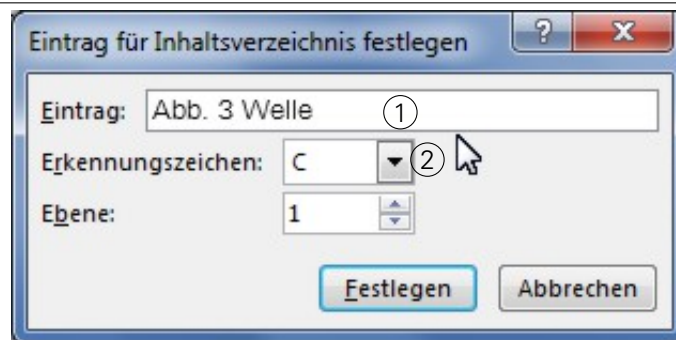 Eintrag für Inhaltsverzeichnis festlegen ? X
Eintrag: Abb. 3 Welle ①
Erkennungszeichen: C ②
Ebene: 1
Festlegen Abbrechen